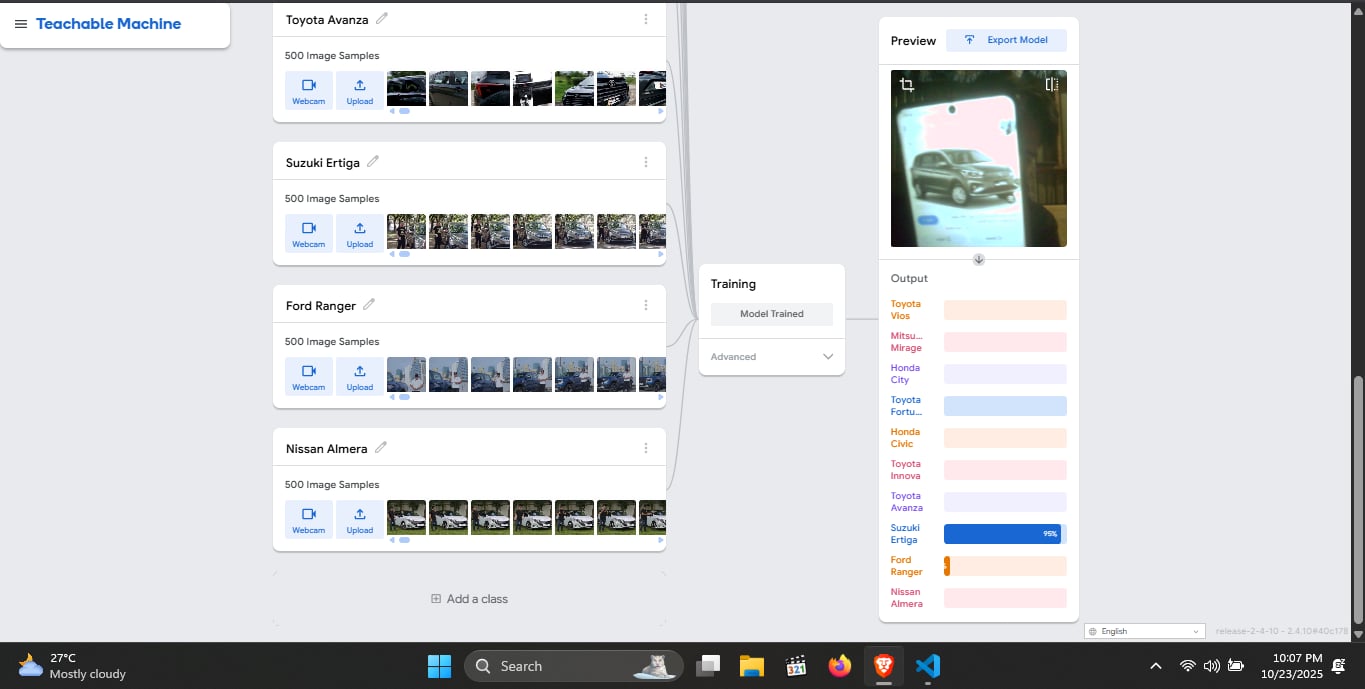 Teachable Machine
Toyota Avanza
500 Image Samples
Webcam
Upload
Suzuki Ertiga
500 Image Samples
Webcam
Upload
Ford Ranger
500 Image Samples
Webcam
Upload
Nissan Almera
500 Image Samples
Webcam
Upload
Add a class
Training
Model Trained
Advanced
Preview
Export Model
Output
Toyota
Vios
Mitsu...
Mirage
Honda
City
Toyota
Fortu...
Honda
Civic
Toyota
Innova
Toyota
Avanza
Suzuki
Ertiga
95%
Ford
Ranger
Nissan
Almera
English
release-2-4-10 - 2.4.10#40c178
27°C
Mostly cloudy
Search
321
10:07 PM
10/23/2025